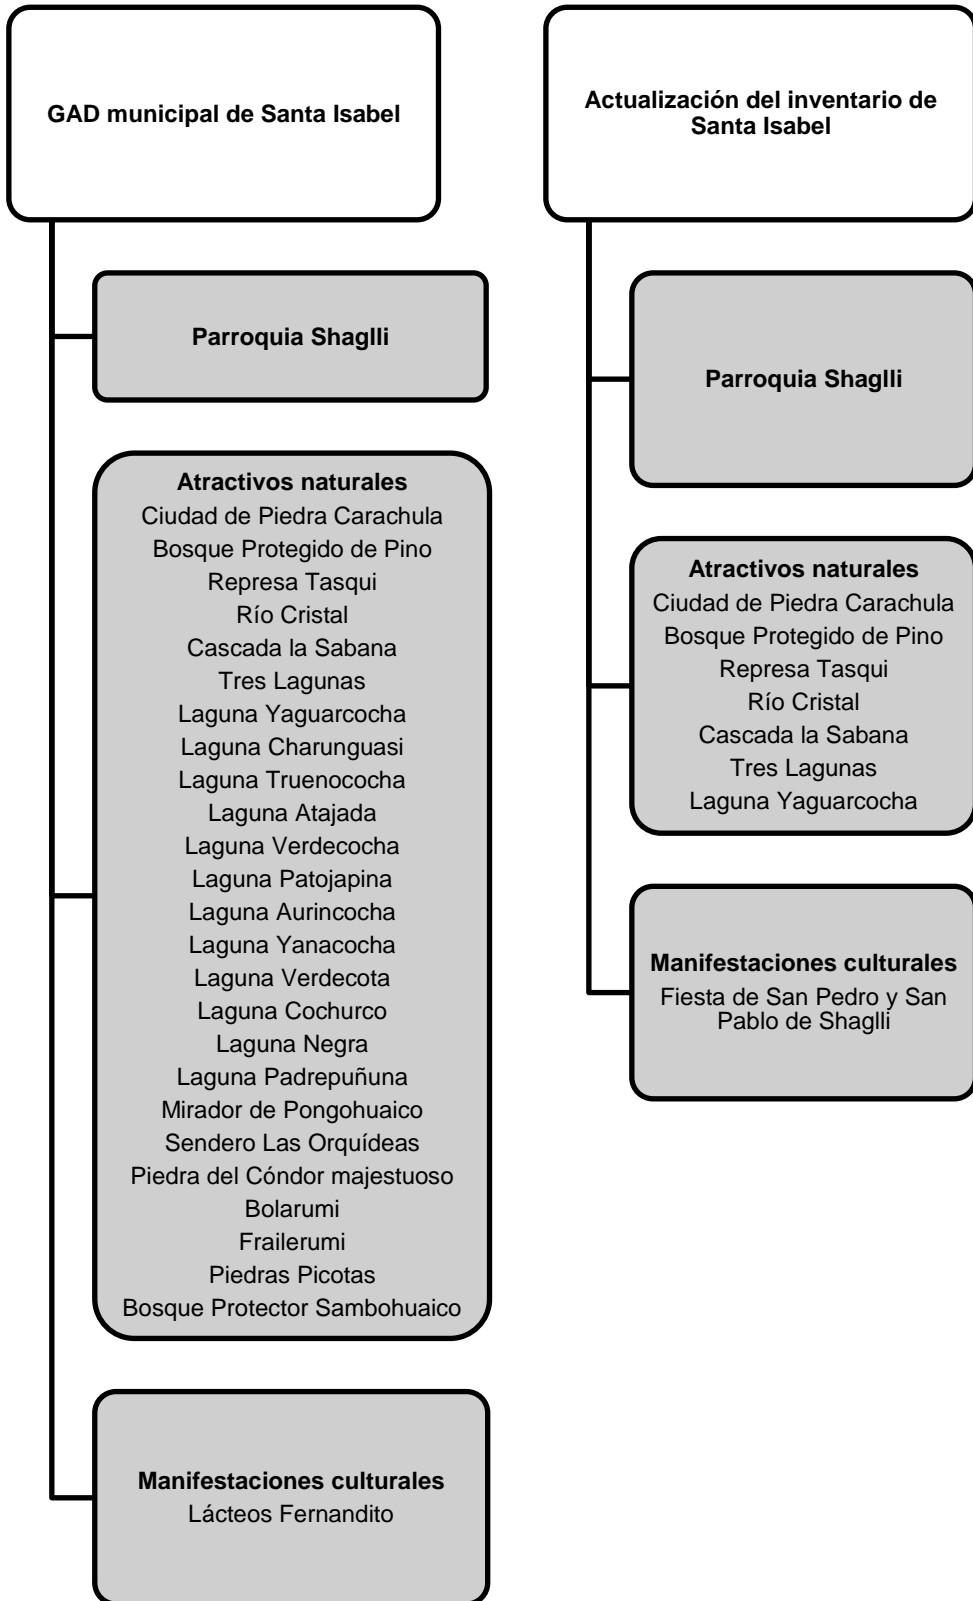 GAD municipal de Santa Isabel
Parroquia Shaglli
Atractivos naturales
Ciudad de Piedra Carachula
Bosque Protegido de Pino
Represa Tasqui
Río Cristal
Cascada la Sabana
Tres Lagunas
Laguna Yaguarcocha
Laguna Charunguasi
Laguna Truenococha
Laguna Atajada
Laguna Verdecocha
Laguna Patojapina
Laguna Aurincocha
Laguna Yanacocha
Laguna Verdecota
Laguna Cochurco
Laguna Negra
Laguna Padrepuñuna
Mirador de Pongohuaico
Sendero Las Orquídeas
Piedra del Cóndor majestuoso
Bolarumi
Frailerumi
Piedras Picotas
Bosque Protector Sambohuaico
Manifestaciones culturales
Lácteos Fernandito
Actualización del inventario de
Santa Isabel
Parroquia Shaglli
Atractivos naturales
Ciudad de Piedra Carachula
Bosque Protegido de Pino
Represa Tasqui
Río Cristal
Cascada la Sabana
Tres Lagunas
Laguna Yaguarcocha
Manifestaciones culturales
Fiesta de San Pedro y San
Pablo de Shaglli